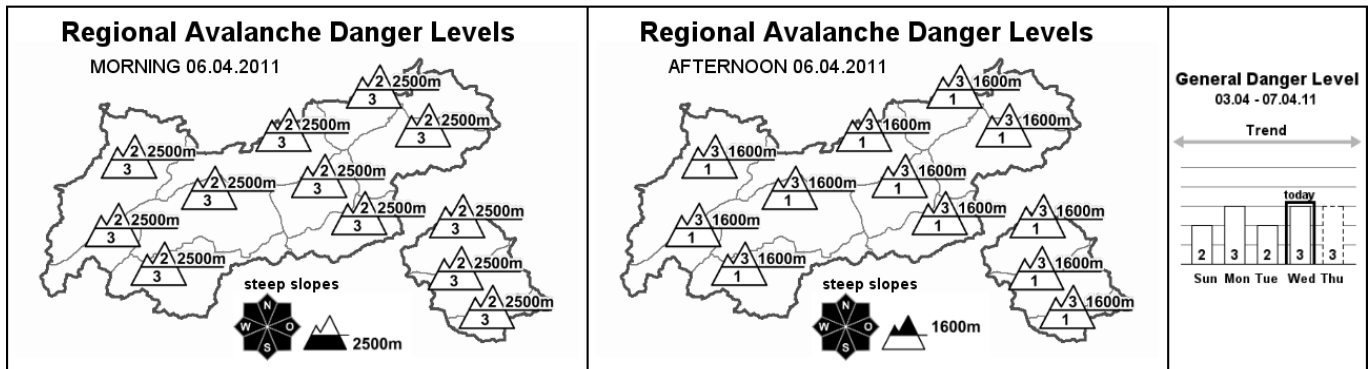 Regional Avalanche Danger Levels
MORNING 06.04.2011
2 2500m
3
2 2500m
3
2 2500m
3
2 2500m
3
2 2500m
3
2 2500m
3
2 2500m
3
2 2500m
3
2 2500m
3
2 2500m
3
2 2500m
3
2 2500m
3
steep slopes
N
W O
S
2500m
Regional Avalanche Danger Levels
AFTERNOON 06.04.2011
3 1600m
1
3 1600m
1
3 1600m
1
3 1600m
1
3 1600m
1
3 1600m
1
3 1600m
1
3 1600m
1
3 1600m
1
3 1600m
1
3 1600m
1
3 1600m
1
steep slopes
N
W O
S
1600m
General Danger Level
03.04 - 07.04.11
Trend
today
2 3 2 3 3
Sun Mon Tue Wed Thu